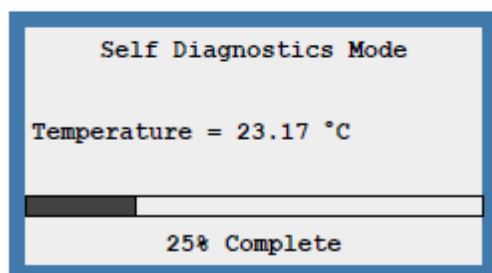 Self Diagnostics Mode
Temperature = 23.17 °C
25% Complete